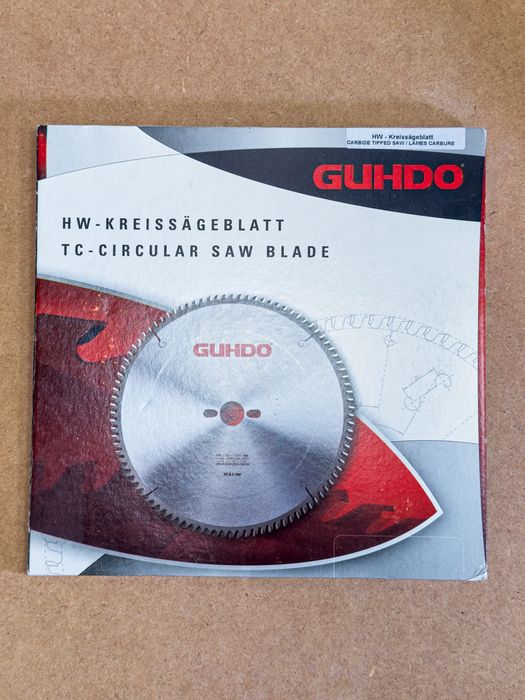 HW - Kreissägeblatt
CARBIDE TIPPED SAW / LAMES CARBURE
GUHDO
HW-KREISSÄGEBLATT
TC-CIRCULAR SAW BLADE
GUHDO